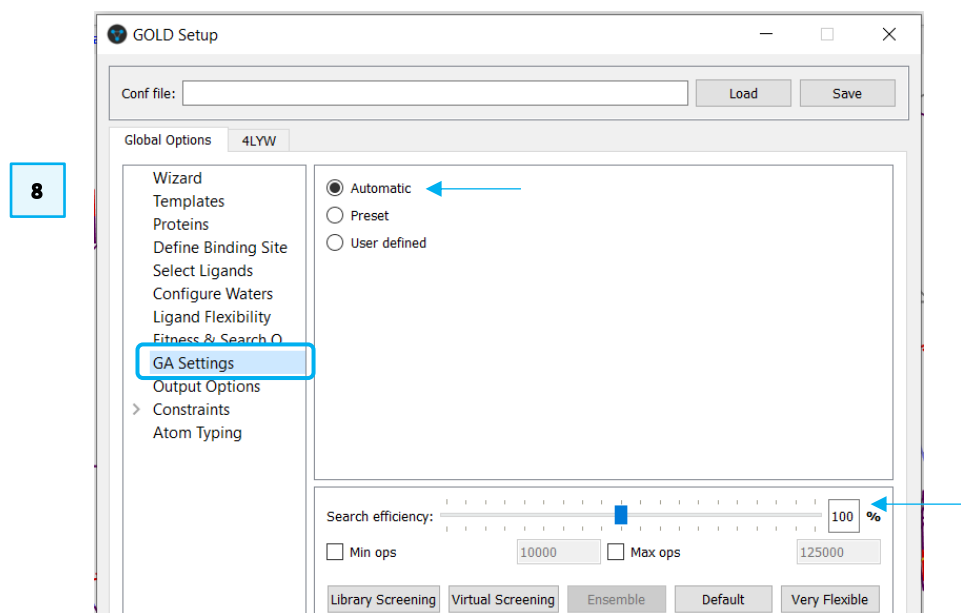 GOLD Setup
Conf file: Load Save
Global Options 4LYW
8
Wizard
Templates
Proteins
Define Binding Site
Select Ligands
Configure Waters
Ligand Flexibility
Fitness & Search O
GA Settings
Output Options
Constraints
Atom Typing
Automatic
Preset
User defined
Search efficiency: 100 %
Min ops 10000 Max ops 125000
Library Screening Virtual Screening Ensemble Default Very Flexible